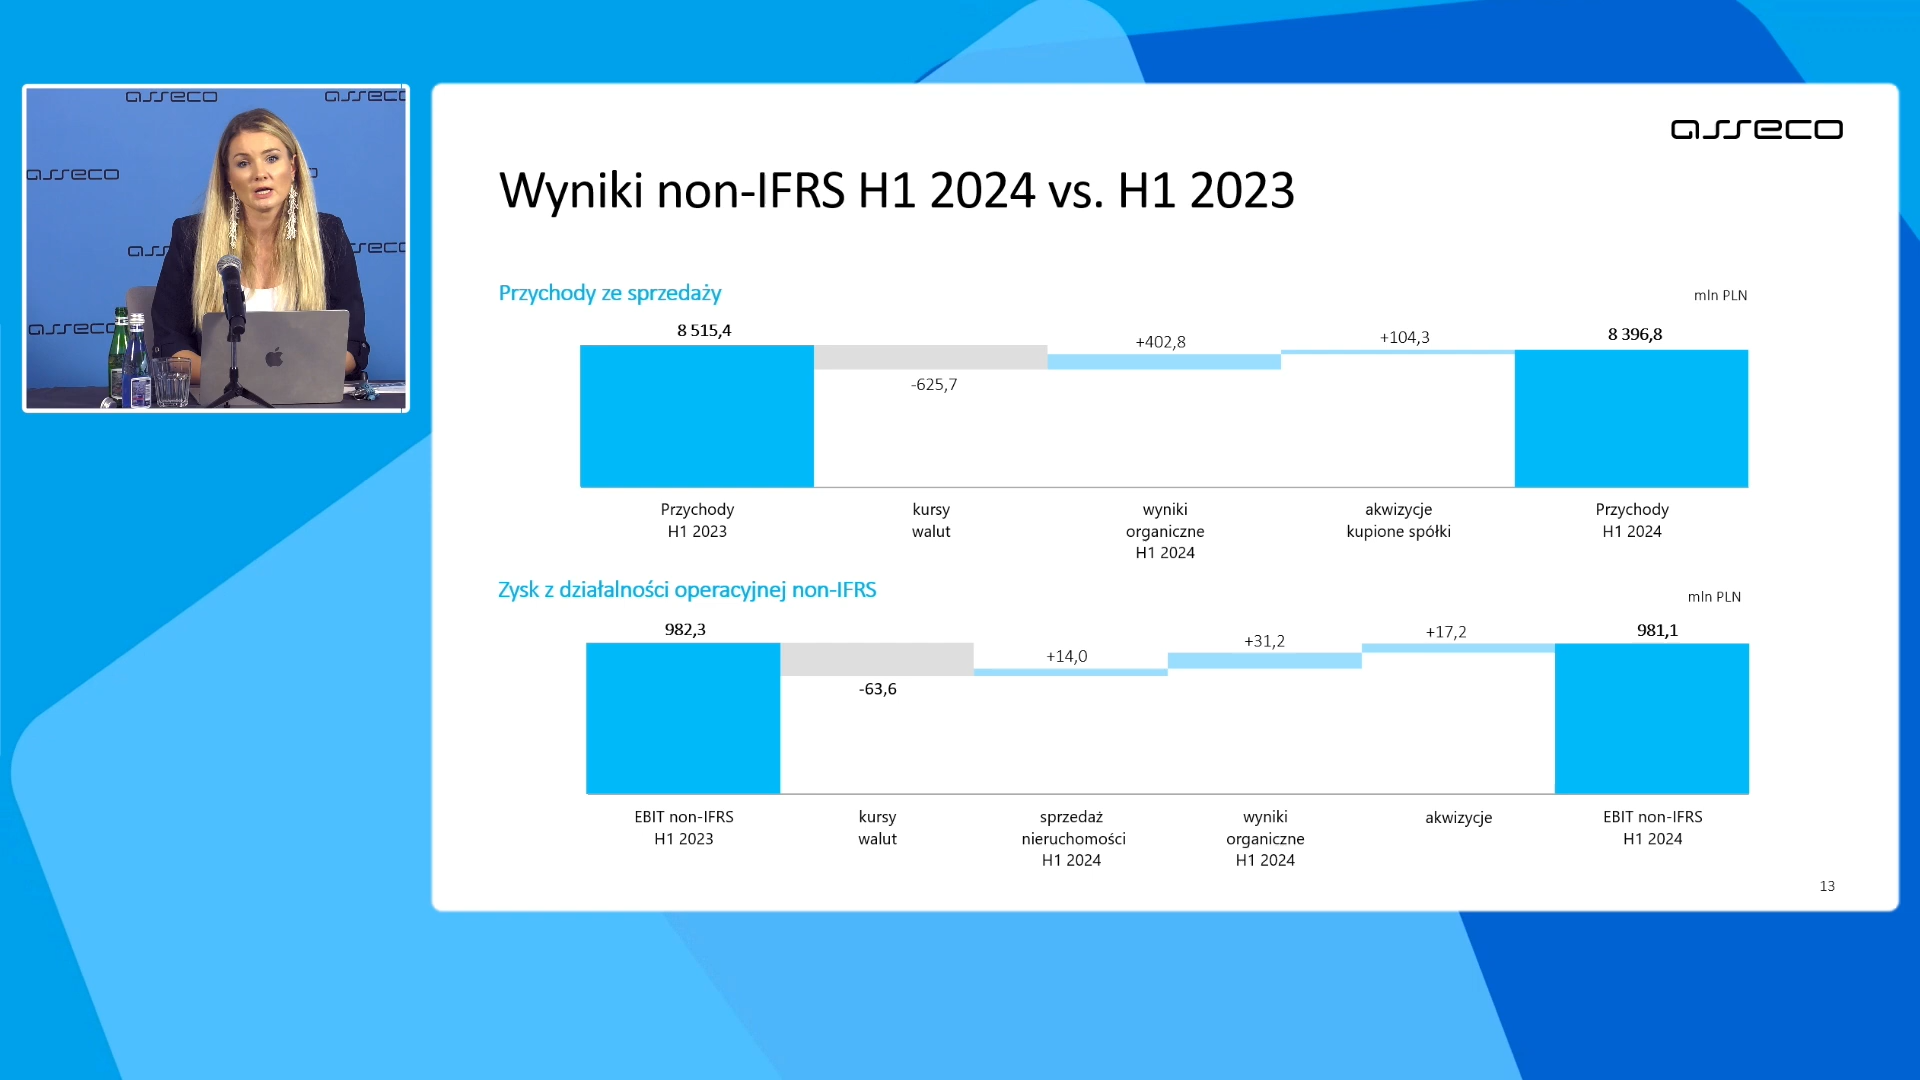 asseco
asseco
asseco
asseco
asseco
Wyniki non-IFRS H1 2024 vs. H1 2023
Przychody ze sprzedaży
mln PLN
8 515,4
-625,7
+402,8
+104,3
8 396,8
Przychody
H1 2023
kursy
walut
wyniki
organiczne
H1 2024
akwizycje
kupione spółki
Przychody
H1 2024
Zysk z działalności operacyjnej non-IFRS
mln PLN
982,3
-63,6
+14,0
+31,2
+17,2
981,1
EBIT non-IFRS
H1 2023
kursy
walut
sprzedaż
nieruchomości
H1 2024
wyniki
organiczne
H1 2024
akwizycje
EBIT non-IFRS
H1 2024
13